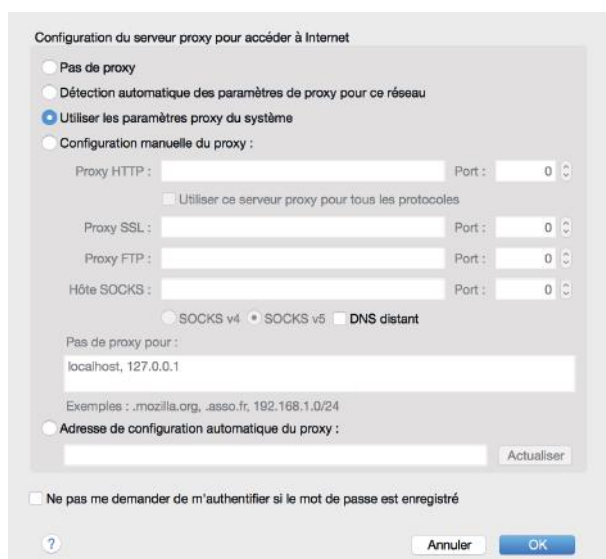 Configuration du serveur proxy pour accéder à Internet
Pas de proxy
Détection automatique des paramètres de proxy pour ce réseau
Utiliser les paramètres proxy du système
Configuration manuelle du proxy :
Proxy HTTP : Port : 0
Utiliser ce serveur proxy pour tous les protocoles
Proxy SSL : Port : 0
Proxy FTP : Port : 0
Hôte SOCKS : Port : 0
SOCKS v4 SOCKS v5 DNS distant
Pas de proxy pour :
localhost, 127.0.0.1
Exemples : .mozilla.org, .asso.fr, 192.168.1.0/24
Adresse de configuration automatique du proxy :
Actualiser
Ne pas me demander de m'authentifier si le mot de passe est enregistré
? Annuler OK